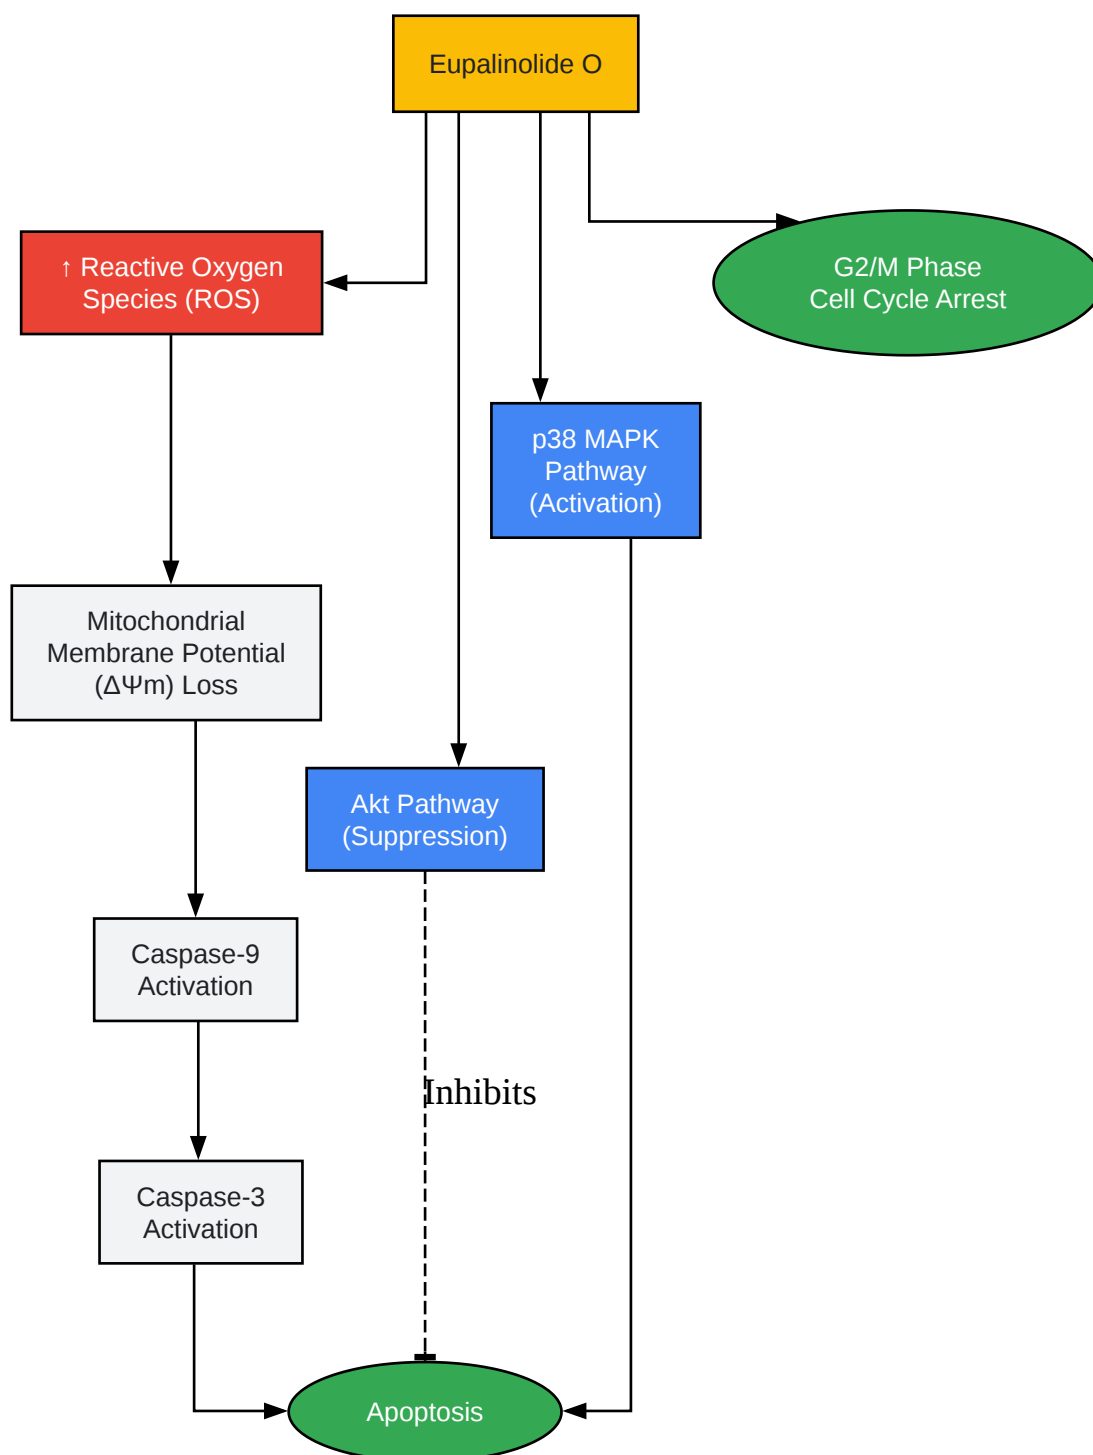 Eupalinolide O
↑ Reactive Oxygen
Species (ROS)
G2/M Phase
Cell Cycle Arrest
p38 MAPK
Pathway
(Activation)
Mitochondrial
Membrane Potential
(ΔΨm) Loss
Akt Pathway
(Suppression)
Caspase-9
Activation
Inhibits
Caspase-3
Activation
Apoptosis